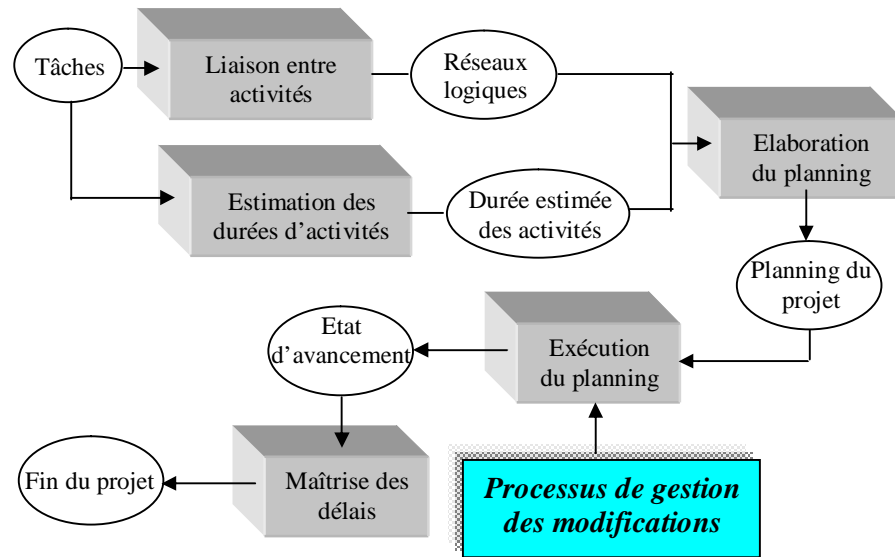 Tâches
Liaison entre
activités
Réseaux
logiques
Elaboration
du planning
Estimation des
durées d’activités
Durée estimée
des activités
Planning du
projet
Etat
d’avancement
Exécution
du planning
Fin du projet
Maîtrise des
délais
Processus de gestion
des modifications